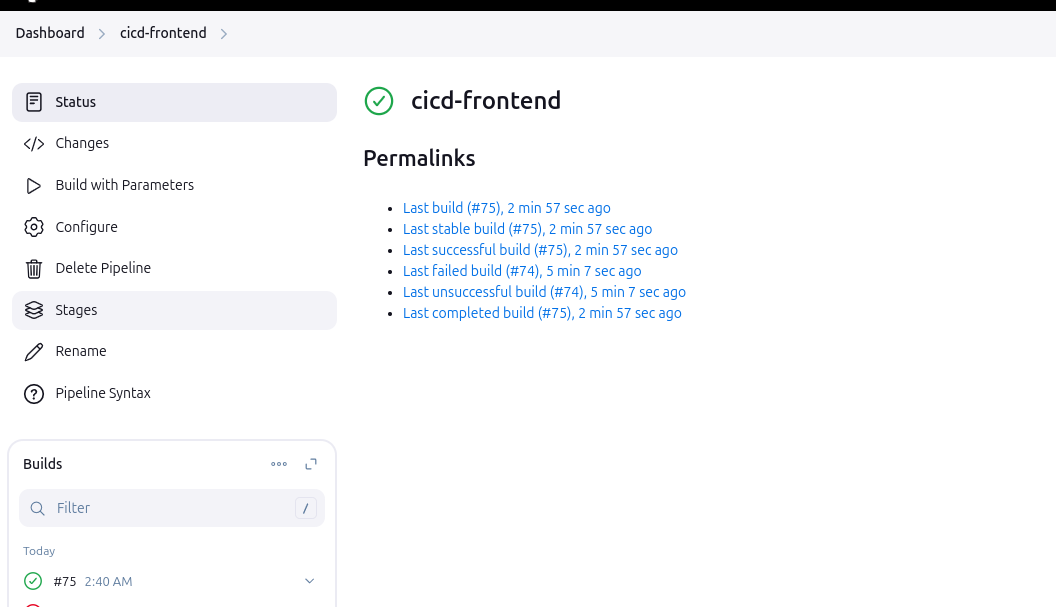 Dashboard > cicd-frontend >
Status
Changes
Build with Parameters
Configure
Delete Pipeline
Stages
Rename
Pipeline Syntax
cicd-frontend
Permalinks
• Last build (#75), 2 min 57 sec ago
• Last stable build (#75), 2 min 57 sec ago
• Last successful build (#75), 2 min 57 sec ago
• Last failed build (#74), 5 min 7 sec ago
• Last unsuccessful build (#74), 5 min 7 sec ago
• Last completed build (#75), 2 min 57 sec ago
Builds
Filter /
Today
#75 2:40 AM